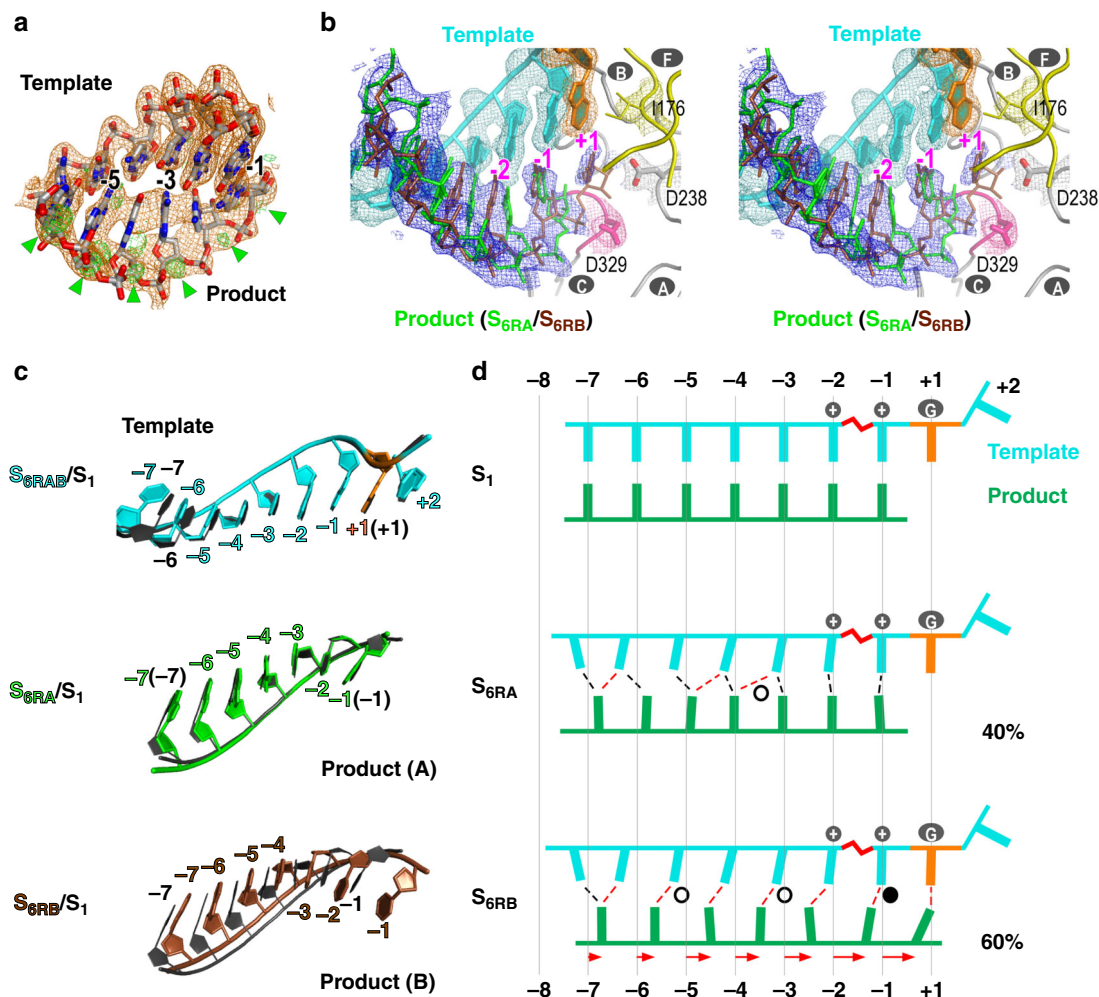 a
Template
-5
-3
-1
Product
b
Template
B
F
I176
+1
-1
-2
D238
D329
C
A
Product (S6RA/S6RB)
Template
B
F
I176
+1
-1
-2
D238
D329
C
A
Product (S6RA/S6RB)
c
Template
S6RAB/S1
–7
–7
–6
–6
–5
–4
–3
–2
–1
+1(+1)
+2
S6RA/S1
–7(–7)
–6
–5
–4
–3
–2
–1(–1)
Product (A)
S6RB/S1
–7
–7
–6
–5
–4
–3
–2
–1
–1
Product (B)
d
–8 –7 –6 –5 –4 –3 –2 –1 +1
+2
+ + G
Template
S1
Product
+ + G
S6RA
40%
+ + G
S6RB
60%
–8 –7 –6 –5 –4 –3 –2 –1 +1